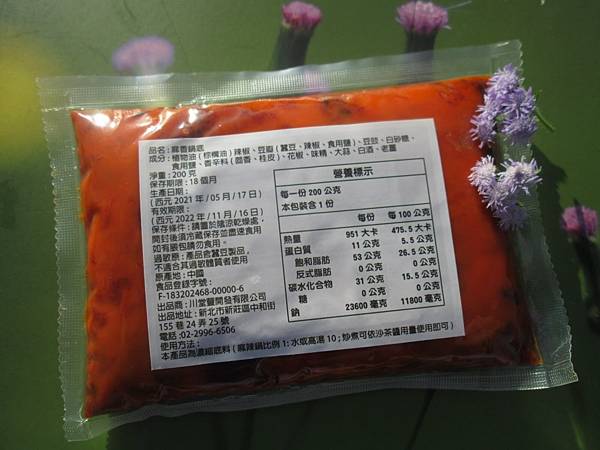 品名：麻香鍋底
成分：植物油(棕櫚油)辣椒、豆瓣(蠶豆、辣椒、食用鹽)、豆豉、白砂糖、
食用鹽、香辛料(茴香、桂皮)、花椒、味精、大蒜、白酒、老薑
淨重：200克
保存期限：18個月
生產日期：
(西元 2021 年 / 05 月 / 17 日)
有效期限：
(西元 2022 年 / 11 月 / 16 日)
保存條件：請置於陰涼乾燥處，
開封後須冷藏保存並盡速食用
如有脹包請勿食用。
過敏原：產品含蠶豆製品，
不適合其過敏體質者使用
原產地：中國
食品登錄字號：
F-183202468-00000-6
出品商：川堂寶開發有限公司
出品商地址：新北市新莊區中和街
155 巷 24 弄 25 號
電話：02-2996-6506
使用方法：
本產品為濃縮底料(麻辣鍋比例 1：水或高湯 10；炒煮可依沙茶醬用量使用即可)
營養標示
每一份 200 公克
本包裝含 1 份
每份 每 100 公克
熱量 951 大卡 475.5 大卡
蛋白質 11 公克 5.5 公克
飽和脂肪 53 公克 26.5 公克
反式脂肪 0 公克 0 公克
碳水化合物 31 公克 15.5 公克
糖 0 公克 0 公克
鈉 23600 毫克 11800 毫克